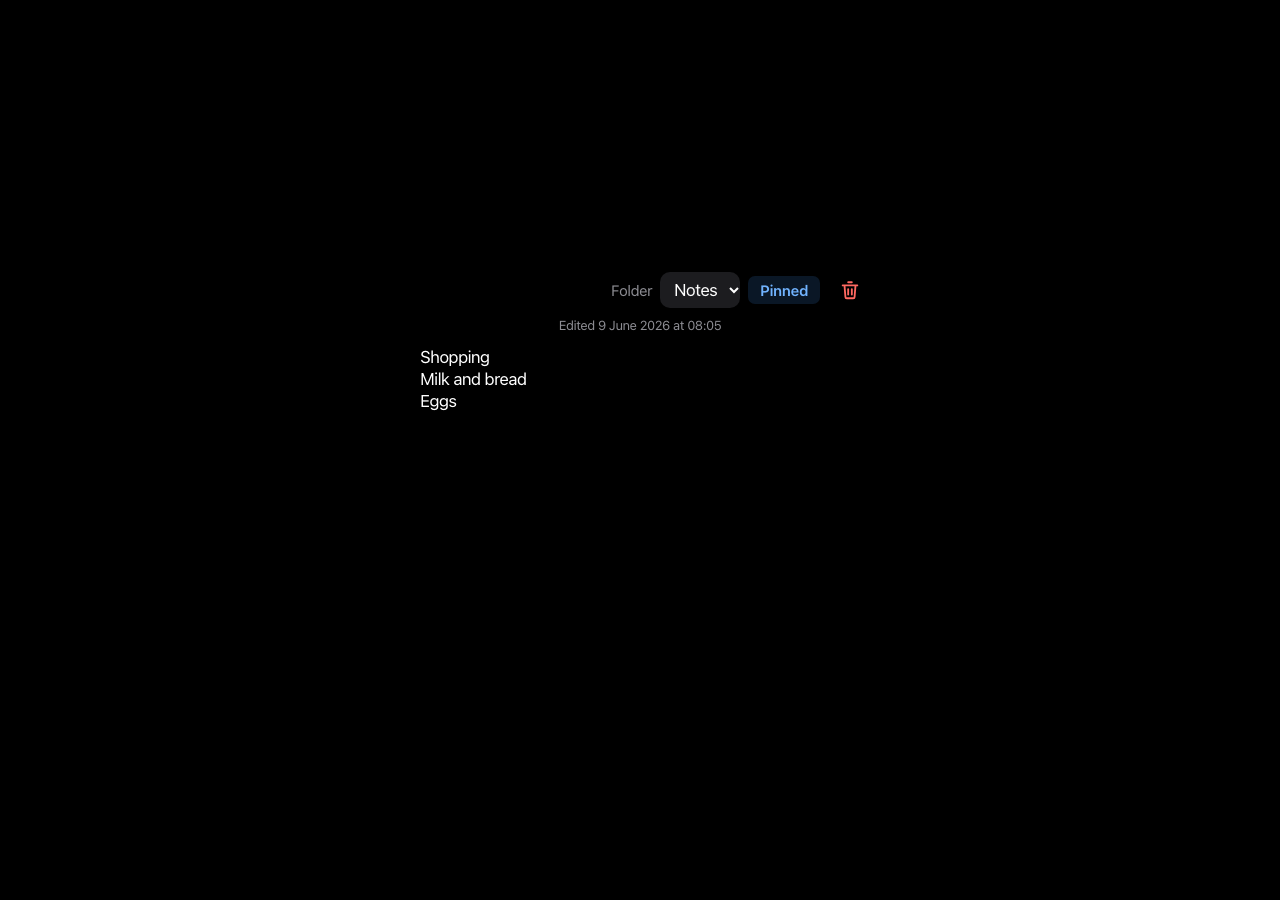 Folder Notes Pinned
Edited 9 June 2026 at 08:05
Shopping
Milk and bread
Eggs